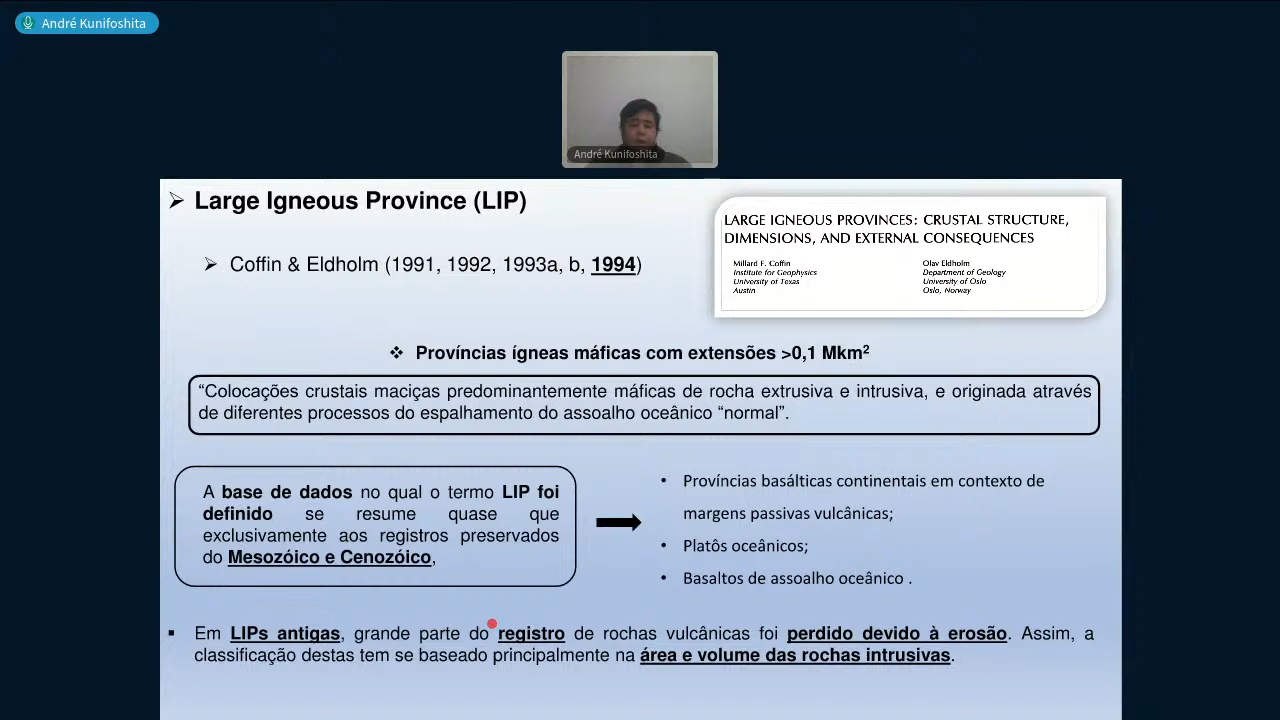 André Kunifoshita
André Kunifoshita
Large Igneous Province (LIP)
Coffin & Eldholm (1991, 1992, 1993a, b, 1994)
LARGE IGNEOUS PROVINCES: CRUSTAL STRUCTURE,
DIMENSIONS, AND EXTERNAL CONSEQUENCES
Millard F. Coffin
Institute for Geophysics
University of Texas
Austin
Olav Eldholm
Department of Geology
University of Oslo
Oslo, Norway
Províncias ígneas máficas com extensões >0,1 Mkm²
“Colocações crustais maciças predominantemente máficas de rocha extrusiva e intrusiva, e originada através
de diferentes processos do espalhamento do assoalho oceânico “normal”.
A base de dados no qual o termo LIP foi
definido se resume quase que
exclusivamente aos registros preservados
do Mesozóico e Cenozóico,
• Províncias basálticas continentais em contexto de
margens passivas vulcânicas;
• Platôs oceânicos;
• Basaltos de assoalho oceânico .
▪ Em LIPs antigas, grande parte do registro de rochas vulcânicas foi perdido devido à erosão. Assim, a
classificação destas tem se baseado principalmente na área e volume das rochas intrusivas.